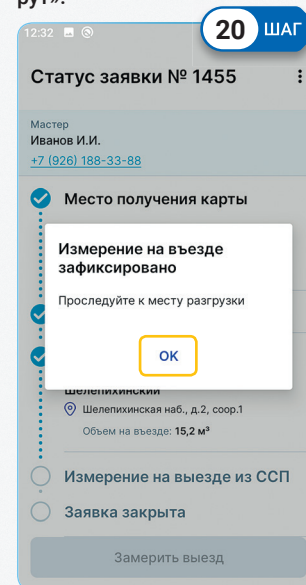 рут».
20 ШАГ
12:32
Статус заявки № 1455
Мастер
Иванов И.И.
+7 (926) 188-33-88
Место получения карты
Измерение на въезде
зафиксировано
Проследуйте к месту разгрузки
ОК
Шелепихинский
Шелепихинская наб., д.2, соор.1
Объем на въезде: 15,2 м³
Измерение на выезде из ССП
Заявка закрыта
Замерить выезд